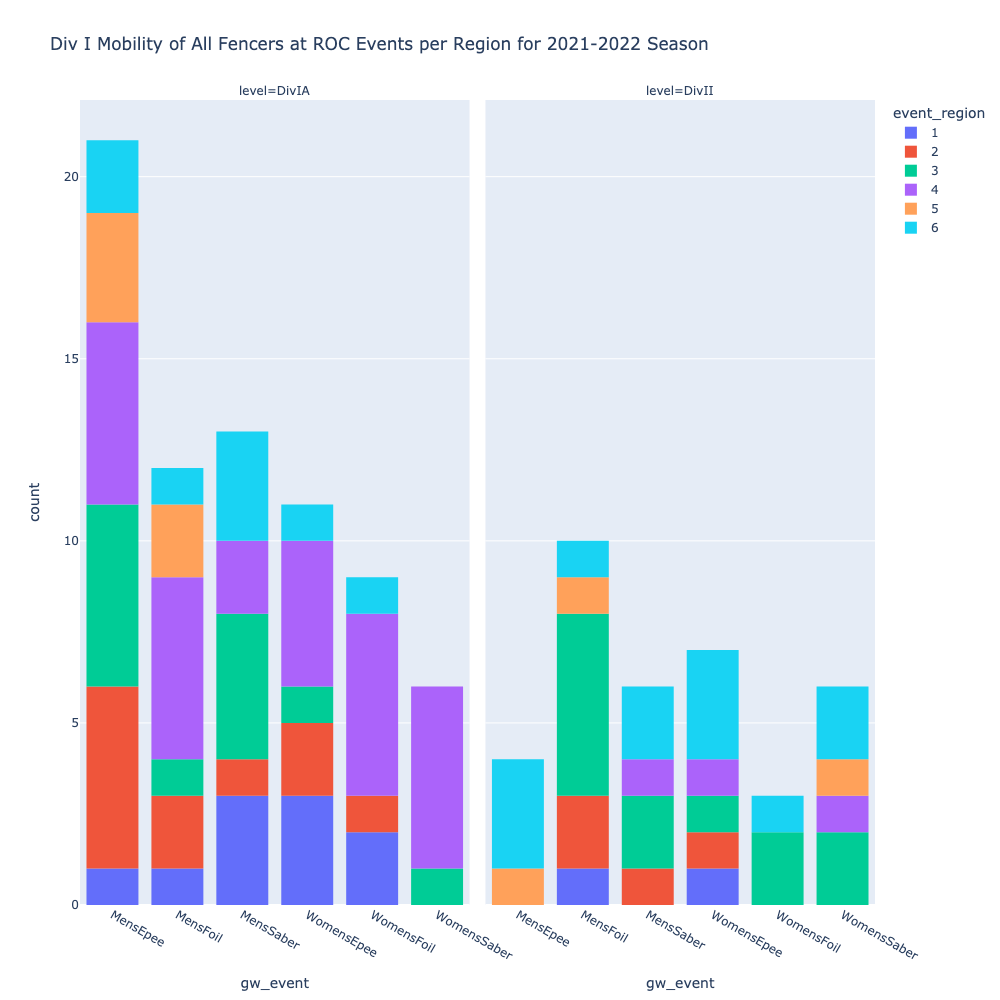 Div I Mobility of All Fencers at ROC Events per Region for 2021-2022 Season
level=DivIA
level=DivII
event_region
1
2
3
4
5
6
count
20
15
10
5
0
MensEpee
MensFoil
MensSaber
WomensEpee
WomensFoil
WomensSaber
MensEpee
MensFoil
MensSaber
WomensEpee
WomensFoil
WomensSaber
gw_event
gw_event